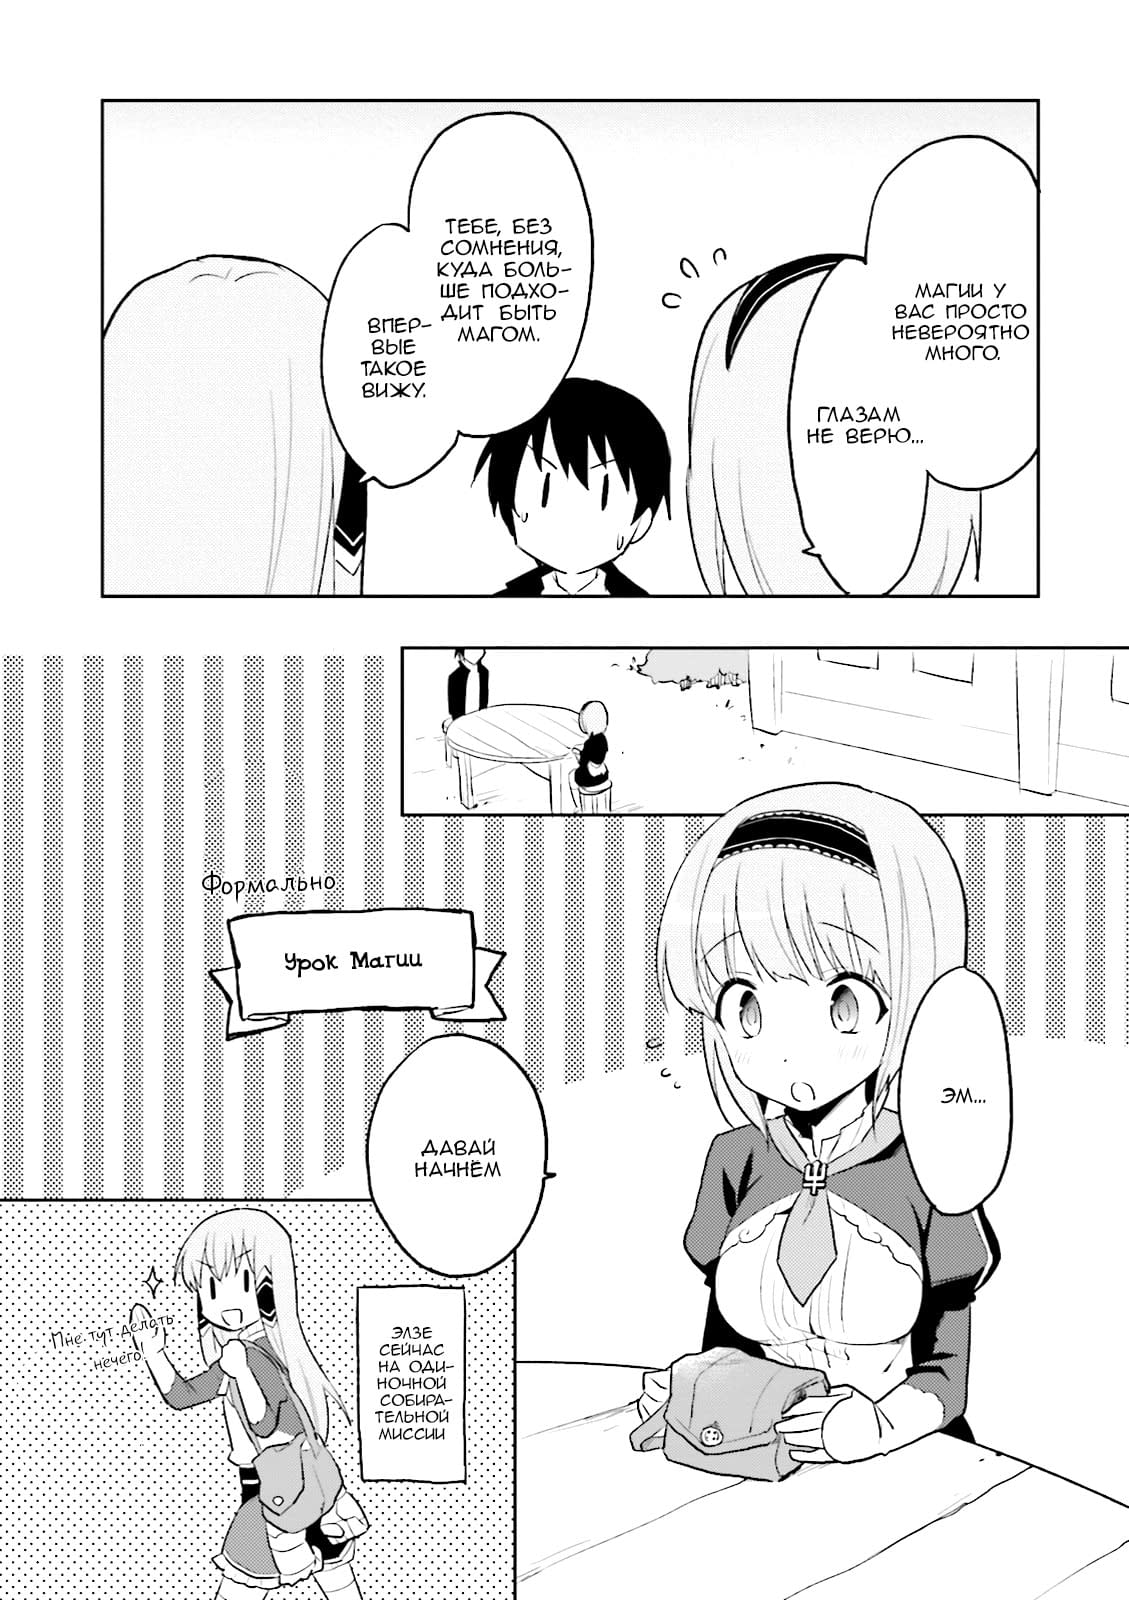 МАГИИ У
ВАС ПРОСТО
НЕВЕРОЯТНО
МНОГО.
ГЛАЗАМ
НЕ ВЕРЮ...
ТЕБЕ, БЕЗ
СОМНЕНИЯ,
КУДА БОЛЬ-
ШЕ ПОДХО-
ДИТ БЫТЬ
МАГОМ.
ВПЕР-
ВЫЕ
ТАКОЕ
ВИЖУ.
Формально
Урок Магии
ЭМ...
ДАВАЙ
НАЧНЁМ
ЭЛЗЕ
СЕЙЧАС
НА ОДИ-
НОЧНОЙ
СОБИРА-
ТЕЛЬНОЙ
МИССИИ
Мне тут делать
нечего!